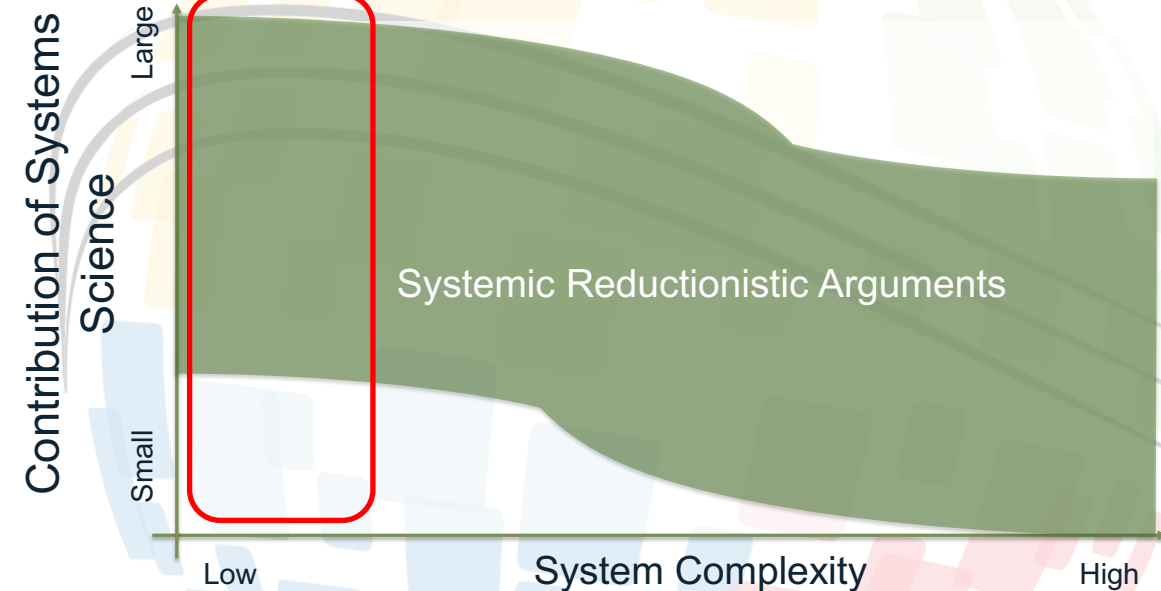 Contribution of Systems
Science
Large
Small
Systemic Reductionistic Arguments
Low
System Complexity
High